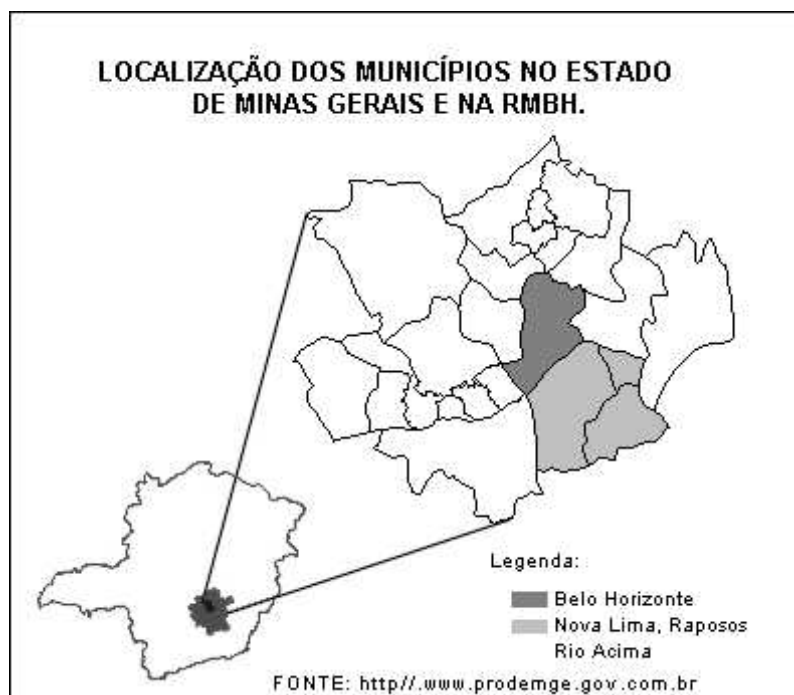 LOCALIZAÇÃO DOS MUNICÍPIOS NO ESTADO
DE MINAS GERAIS E NA RMBH.
Legenda:
Belo Horizonte
Nova Lima, Raposos
Rio Acima
FONTE: http//.www.prodemge.gov.com.br